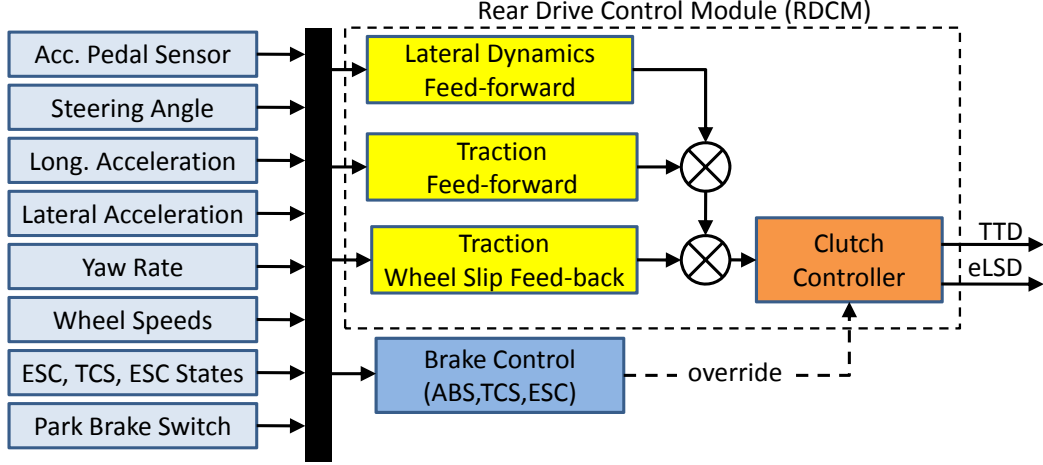 Rear Drive Control Module (RDCM)
Acc. Pedal Sensor
Steering Angle
Long. Acceleration
Lateral Acceleration
Yaw Rate
Wheel Speeds
ESC, TCS, ESC States
Park Brake Switch
Lateral Dynamics
Feed-forward
Traction
Feed-forward
Traction
Wheel Slip Feed-back
Brake Control
(ABS,TCS,ESC)
override
Clutch
Controller
TTD
eLSD